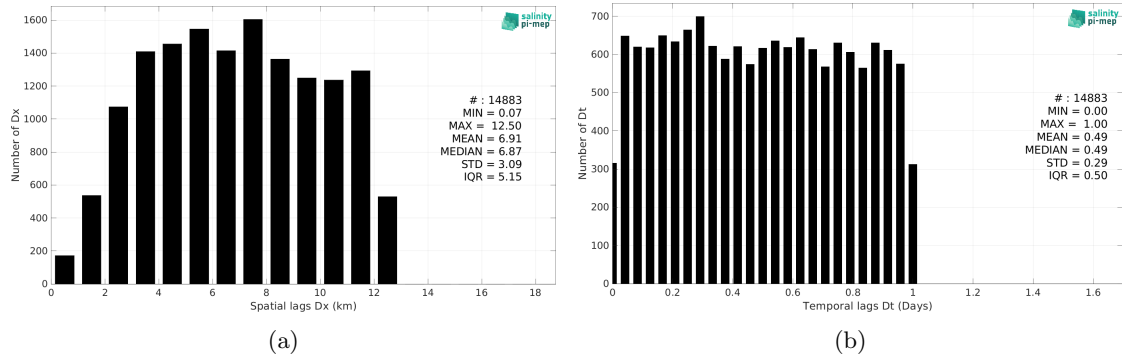 1600
1400
1200
1000
800
600
400
200
0
Number of Dx
salinity
pi-mep
# : 14883
MIN = 0.07
MAX = 12.50
MEAN = 6.91
MEDIAN = 6.87
STD = 3.09
IQR = 5.15
0 2 4 6 8 10 12 14 16 18
Spatial lags Dx (km)
(a)
700
600
500
400
300
200
100
0
Number of Dt
salinity
pi-mep
# : 14883
MIN = 0.00
MAX = 1.00
MEAN = 0.49
MEDIAN = 0.49
STD = 0.29
IQR = 0.50
0 0.2 0.4 0.6 0.8 1 1.2 1.4 1.6
Temporal lags Dt (Days)
(b)